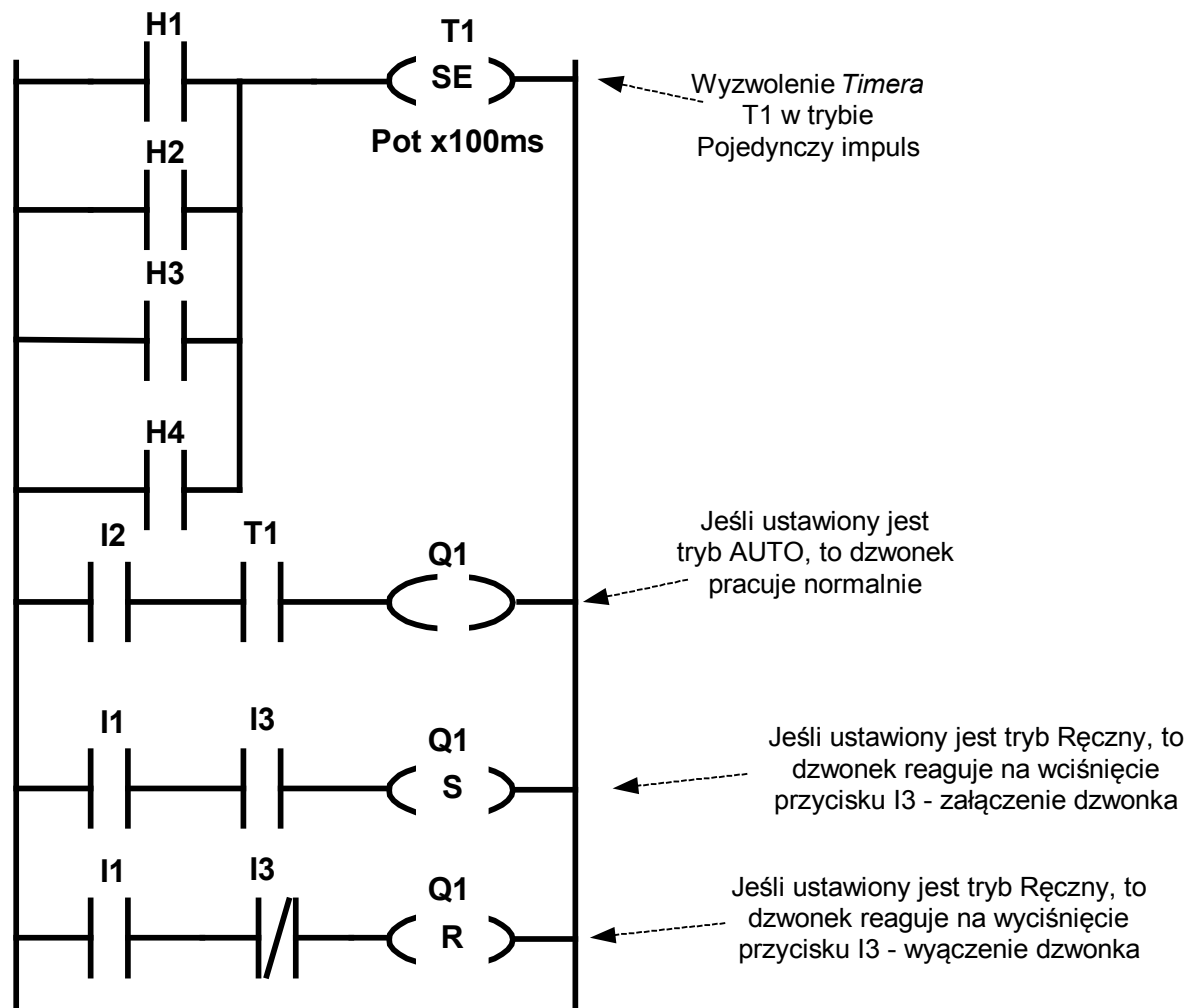 H1
T1
SE
Pot x100ms
Wyzwolenie Timera
T1 w trybie
Pojedynczy impuls
H2
H3
H4
I2
T1
Q1
Jeśli ustawiony jest
tryb AUTO, to dzwonek
pracuje normalnie
I1
I3
Q1
S
Jeśli ustawiony jest tryb Ręczny, to
dzwonek reaguje na wciśnięcie
przycisku I3 - załączenie dzwonka
I1
I3
Q1
R
Jeśli ustawiony jest tryb Ręczny, to
dzwonek reaguje na wyciśnięcie
przycisku I3 - wyączenie dzwonka